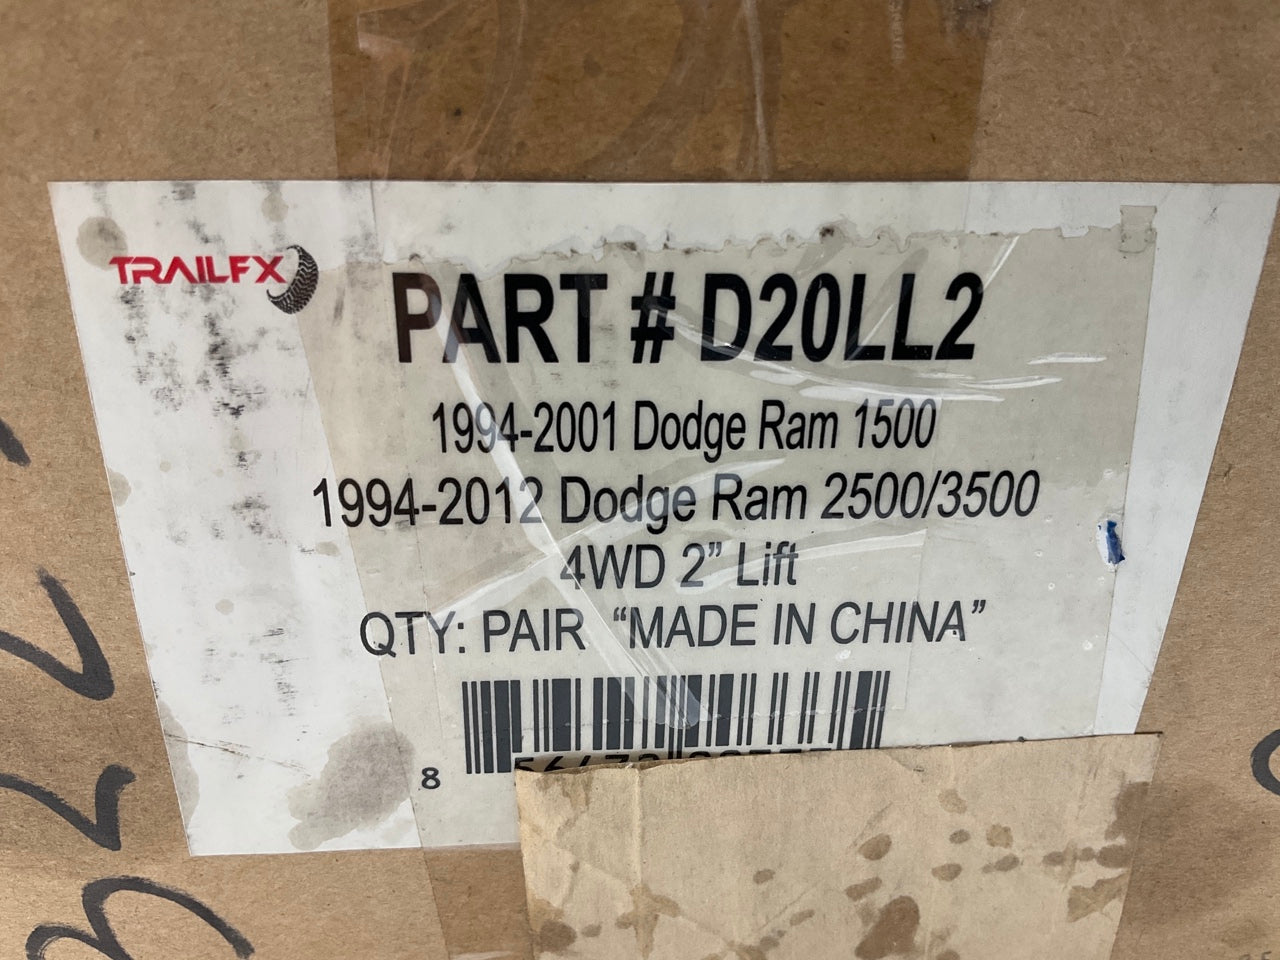 TRAILFX
PART # D20LL2
1994-2001 Dodge Ram 1500
1994-2012 Dodge Ram 2500/3500
4WD 2” Lift
QTY: PAIR “MADE IN CHINA”
8